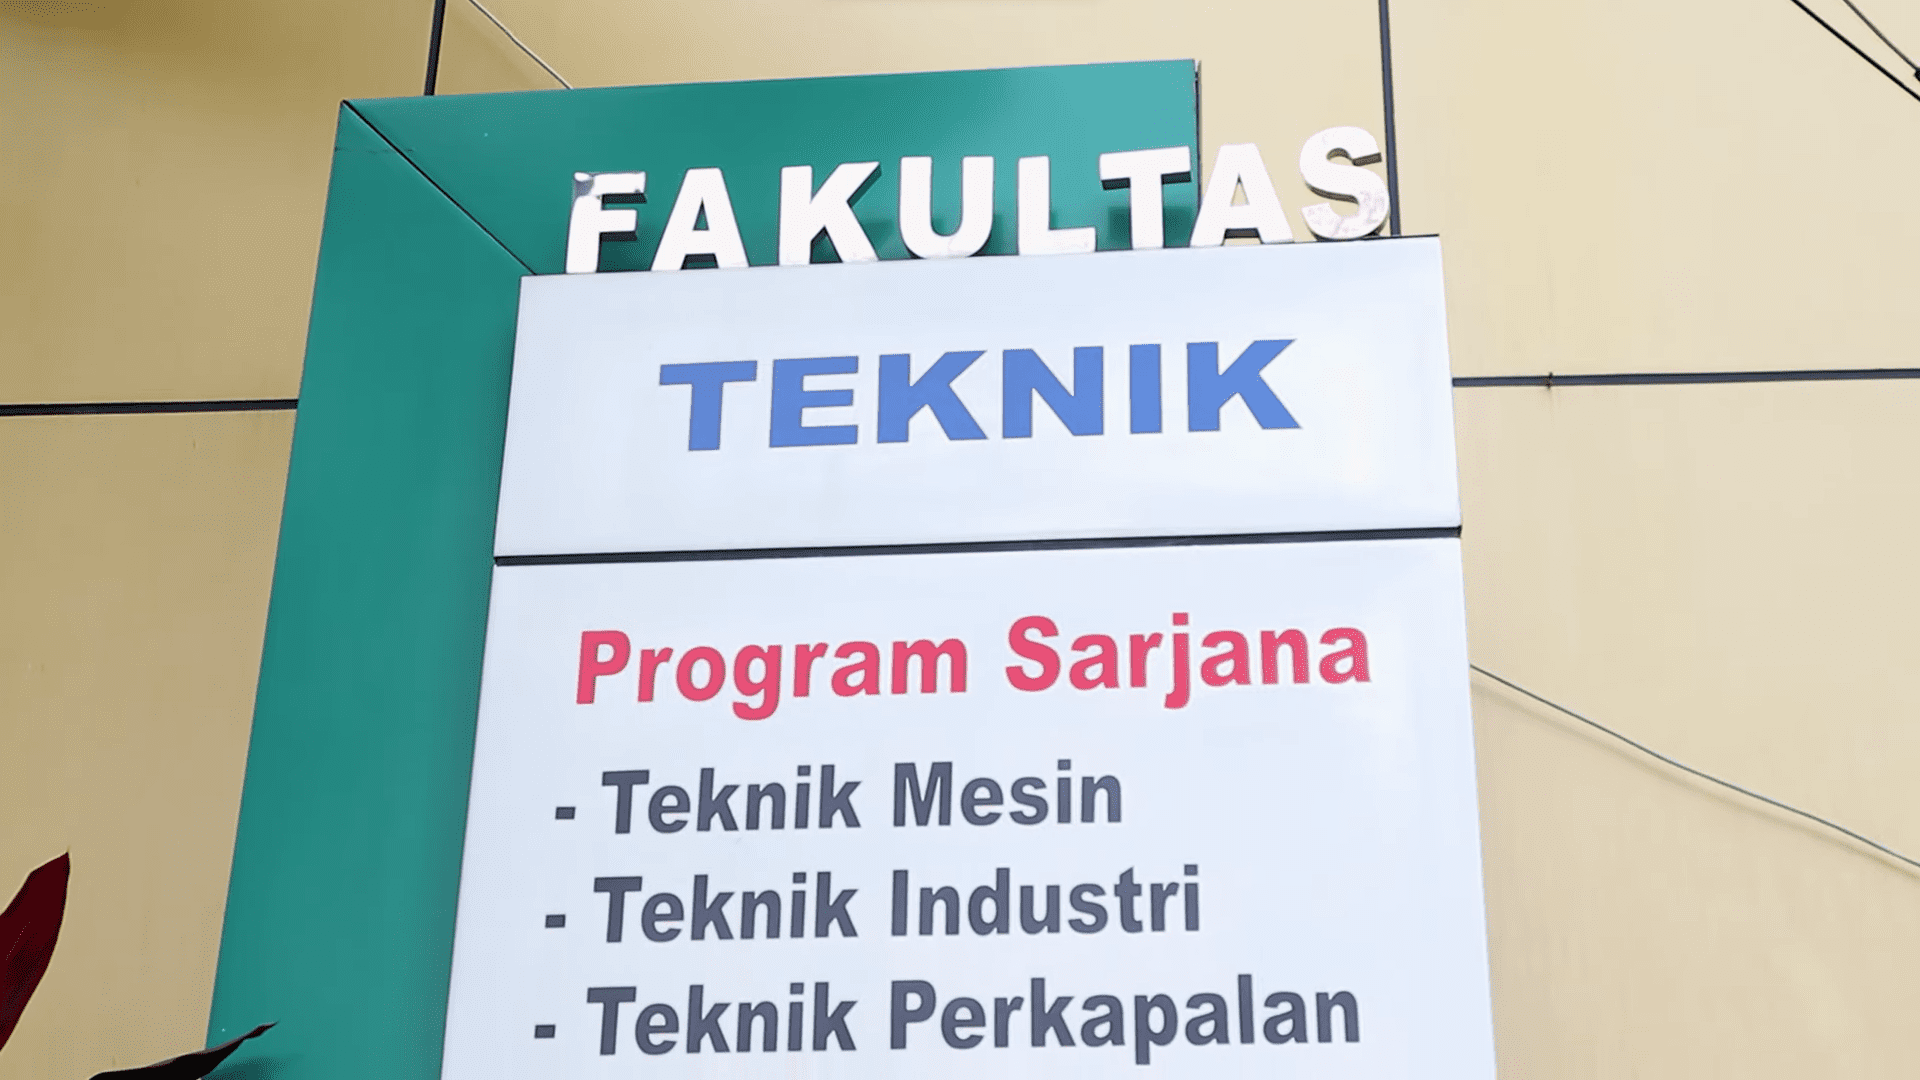 FAKULTAS
TEKNIK
Program Sarjana
- Teknik Mesin
- Teknik Industri
- Teknik Perkapalan